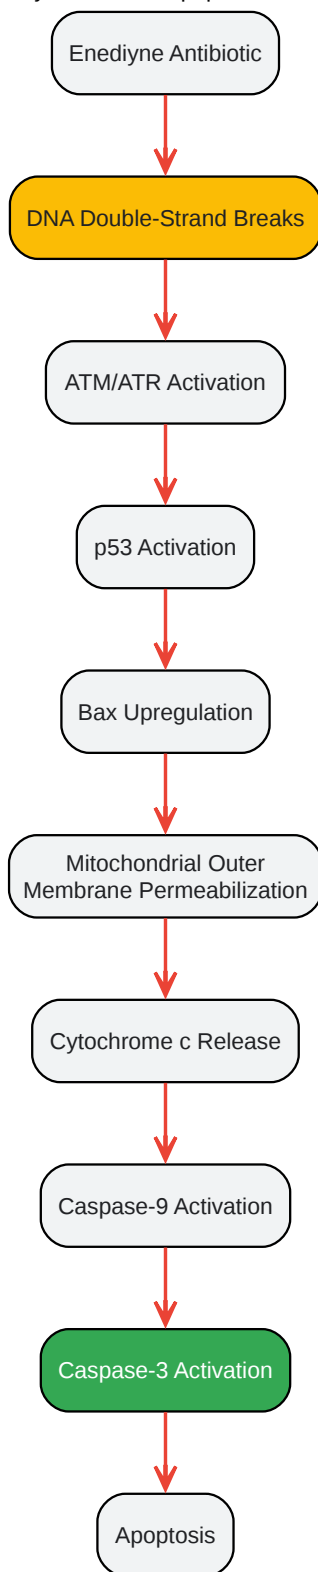 Enediyne Antibiotic
DNA Double-Strand Breaks
ATM/ATR Activation
p53 Activation
Bax Upregulation
Mitochondrial Outer
Membrane Permeabilization
Cytochrome c Release
Caspase-9 Activation
Caspase-3 Activation
Apoptosis